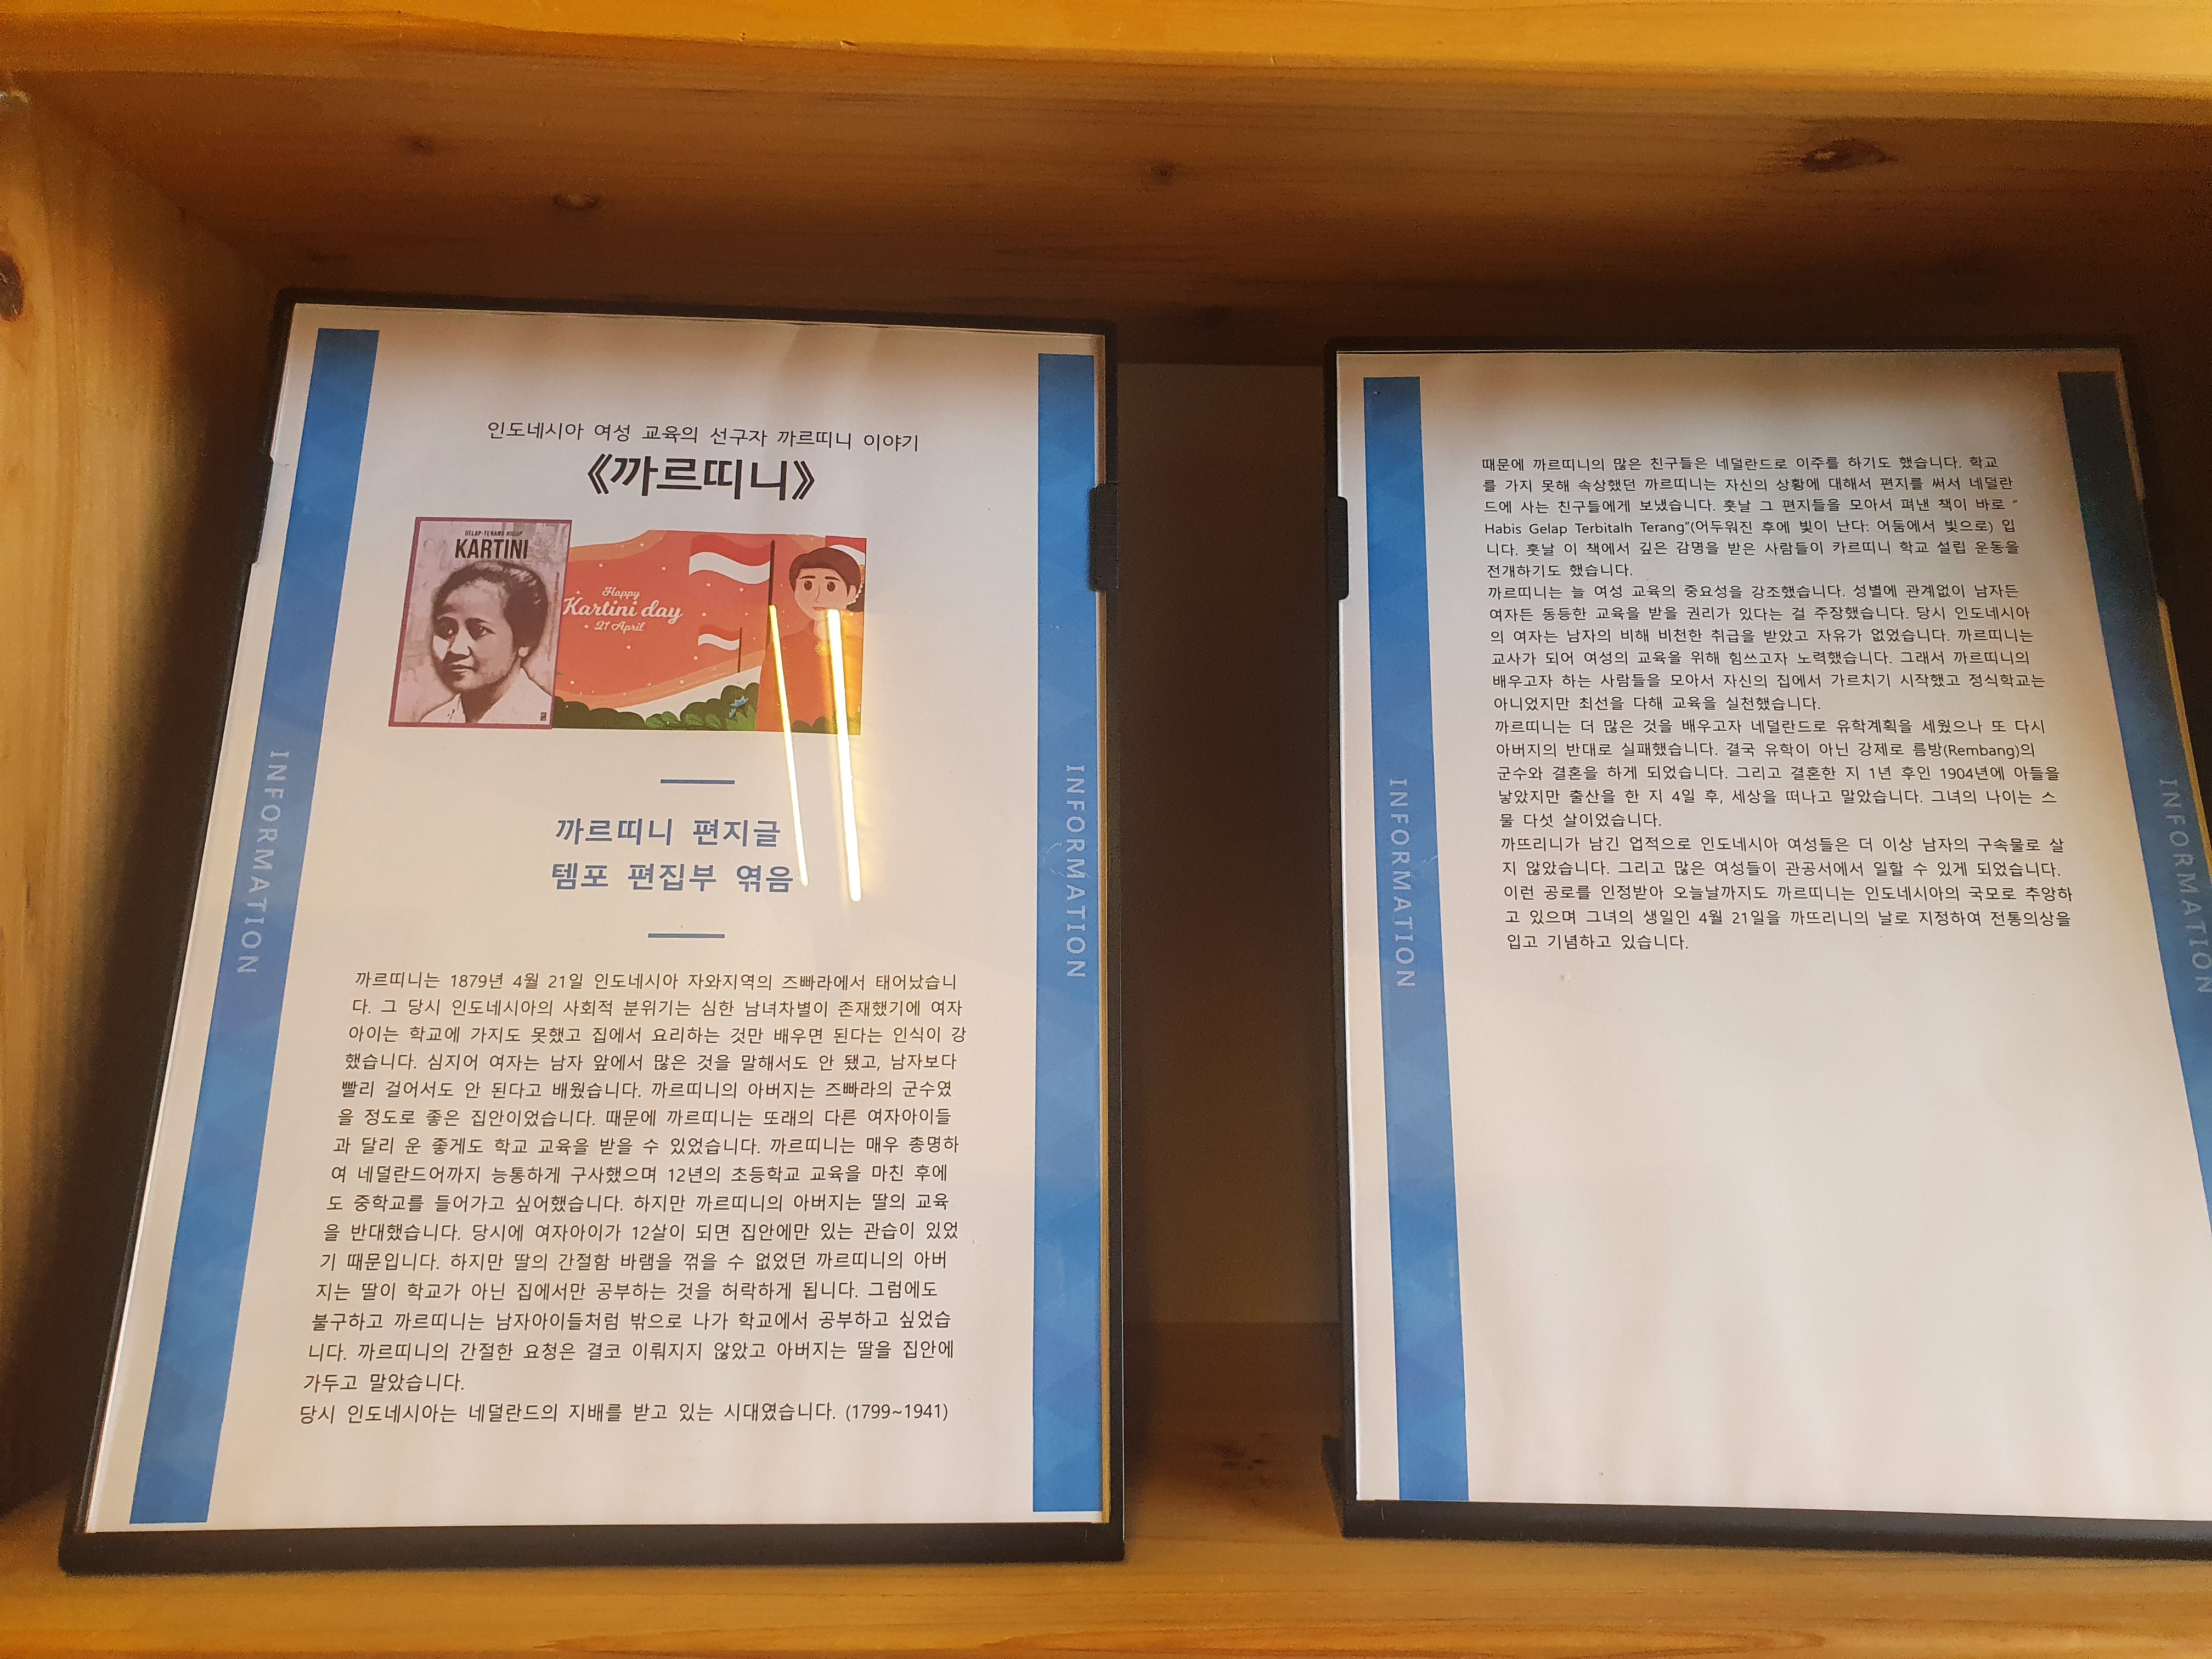 인도네시아 여성 교육의 선구자 까르띠니 이야기
《까르띠니》
GELAP-TERANG HIDUP
KARTINI
Happy
Kartini day
21 April
까르띠니 편지글
템포 편집부 엮음
INFORMATION
INFORMATION
까르띠니는 1879년 4월 21일 인도네시아 자와지역의 즈빠라에서 태어났습니
다. 그 당시 인도네시아의 사회적 분위기는 심한 남녀차별이 존재했기에 여자
아이는 학교에 가지도 못했고 집에서 요리하는 것만 배우면 된다는 인식이 강
했습니다. 심지어 여자는 남자 앞에서 많은 것을 말해서도 안 됐고, 남자보다
빨리 걸어서도 안 된다고 배웠습니다. 까르띠니의 아버지는 즈빠라의 군수였
을 정도로 좋은 집안이었습니다. 때문에 까르띠니는 또래의 다른 여자아이들
과 달리 운 좋게도 학교 교육을 받을 수 있었습니다. 까르띠니는 매우 총명하
여 네덜란드어까지 능통하게 구사했으며 12년의 초등학교 교육을 마친 후에
도 중학교를 들어가고 싶어했습니다. 하지만 까르띠니의 아버지는 딸의 교육
을 반대했습니다. 당시에 여자아이가 12살이 되면 집안에만 있는 관습이 있었
기 때문입니다. 하지만 딸의 간절함 바램을 꺾을 수 없었던 까르띠니의 아버
지는 딸이 학교가 아닌 집에서만 공부하는 것을 허락하게 됩니다. 그럼에도
불구하고 까르띠니는 남자아이들처럼 밖으로 나가 학교에서 공부하고 싶었습
니다. 까르띠니의 간절한 요청은 결코 이뤄지지 않았고 아버지는 딸을 집안에
가두고 말았습니다.
당시 인도네시아는 네덜란드의 지배를 받고 있는 시대였습니다. (1799~1941)
때문에 까르띠니의 많은 친구들은 네덜란드로 이주를 하기도 했습니다. 학교
를 가지 못해 속상했던 까르띠니는 자신의 상황에 대해서 편지를 써서 네덜란
드에 사는 친구들에게 보냈습니다. 훗날 그 편지들을 모아서 펴낸 책이 바로 "
Habis Gelap Terbitalh Terang"(어두워진 후에 빛이 난다: 어둠에서 빛으로) 입
니다. 훗날 이 책에서 깊은 감명을 받은 사람들이 카르띠니 학교 설립 운동을
전개하기도 했습니다.
까르띠니는 늘 여성 교육의 중요성을 강조했습니다. 성별에 관계없이 남자든
여자든 동등한 교육을 받을 권리가 있다는 걸 주장했습니다. 당시 인도네시아
의 여자는 남자의 비해 비천한 취급을 받았고 자유가 없었습니다. 까르띠니는
교사가 되어 여성의 교육을 위해 힘쓰고자 노력했습니다. 그래서 까르띠니의
배우고자 하는 사람들을 모아서 자신의 집에서 가르치기 시작했고 정식학교는
아니었지만 최선을 다해 교육을 실천했습니다.
까르띠니는 더 많은 것을 배우고자 네덜란드로 유학계획을 세웠으나 또 다시
아버지의 반대로 실패했습니다. 결국 유학이 아닌 강제로 름방(Rembang)의
군수와 결혼을 하게 되었습니다. 그리고 결혼한 지 1년 후인 1904년에 아들을
낳았지만 출산을 한 지 4일 후, 세상을 떠나고 말았습니다. 그녀의 나이는 스
물 다섯 살이었습니다.
까뜨리니가 남긴 업적으로 인도네시아 여성들은 더 이상 남자의 구속물로 살
지 않았습니다. 그리고 많은 여성들이 관공서에서 일할 수 있게 되었습니다.
이런 공로를 인정받아 오늘날까지도 까르띠니는 인도네시아의 국모로 추앙하
고 있으며 그녀의 생일인 4월 21일을 까뜨리니의 날로 지정하여 전통의상을
입고 기념하고 있습니다.
INFORMATION
INFORMATION